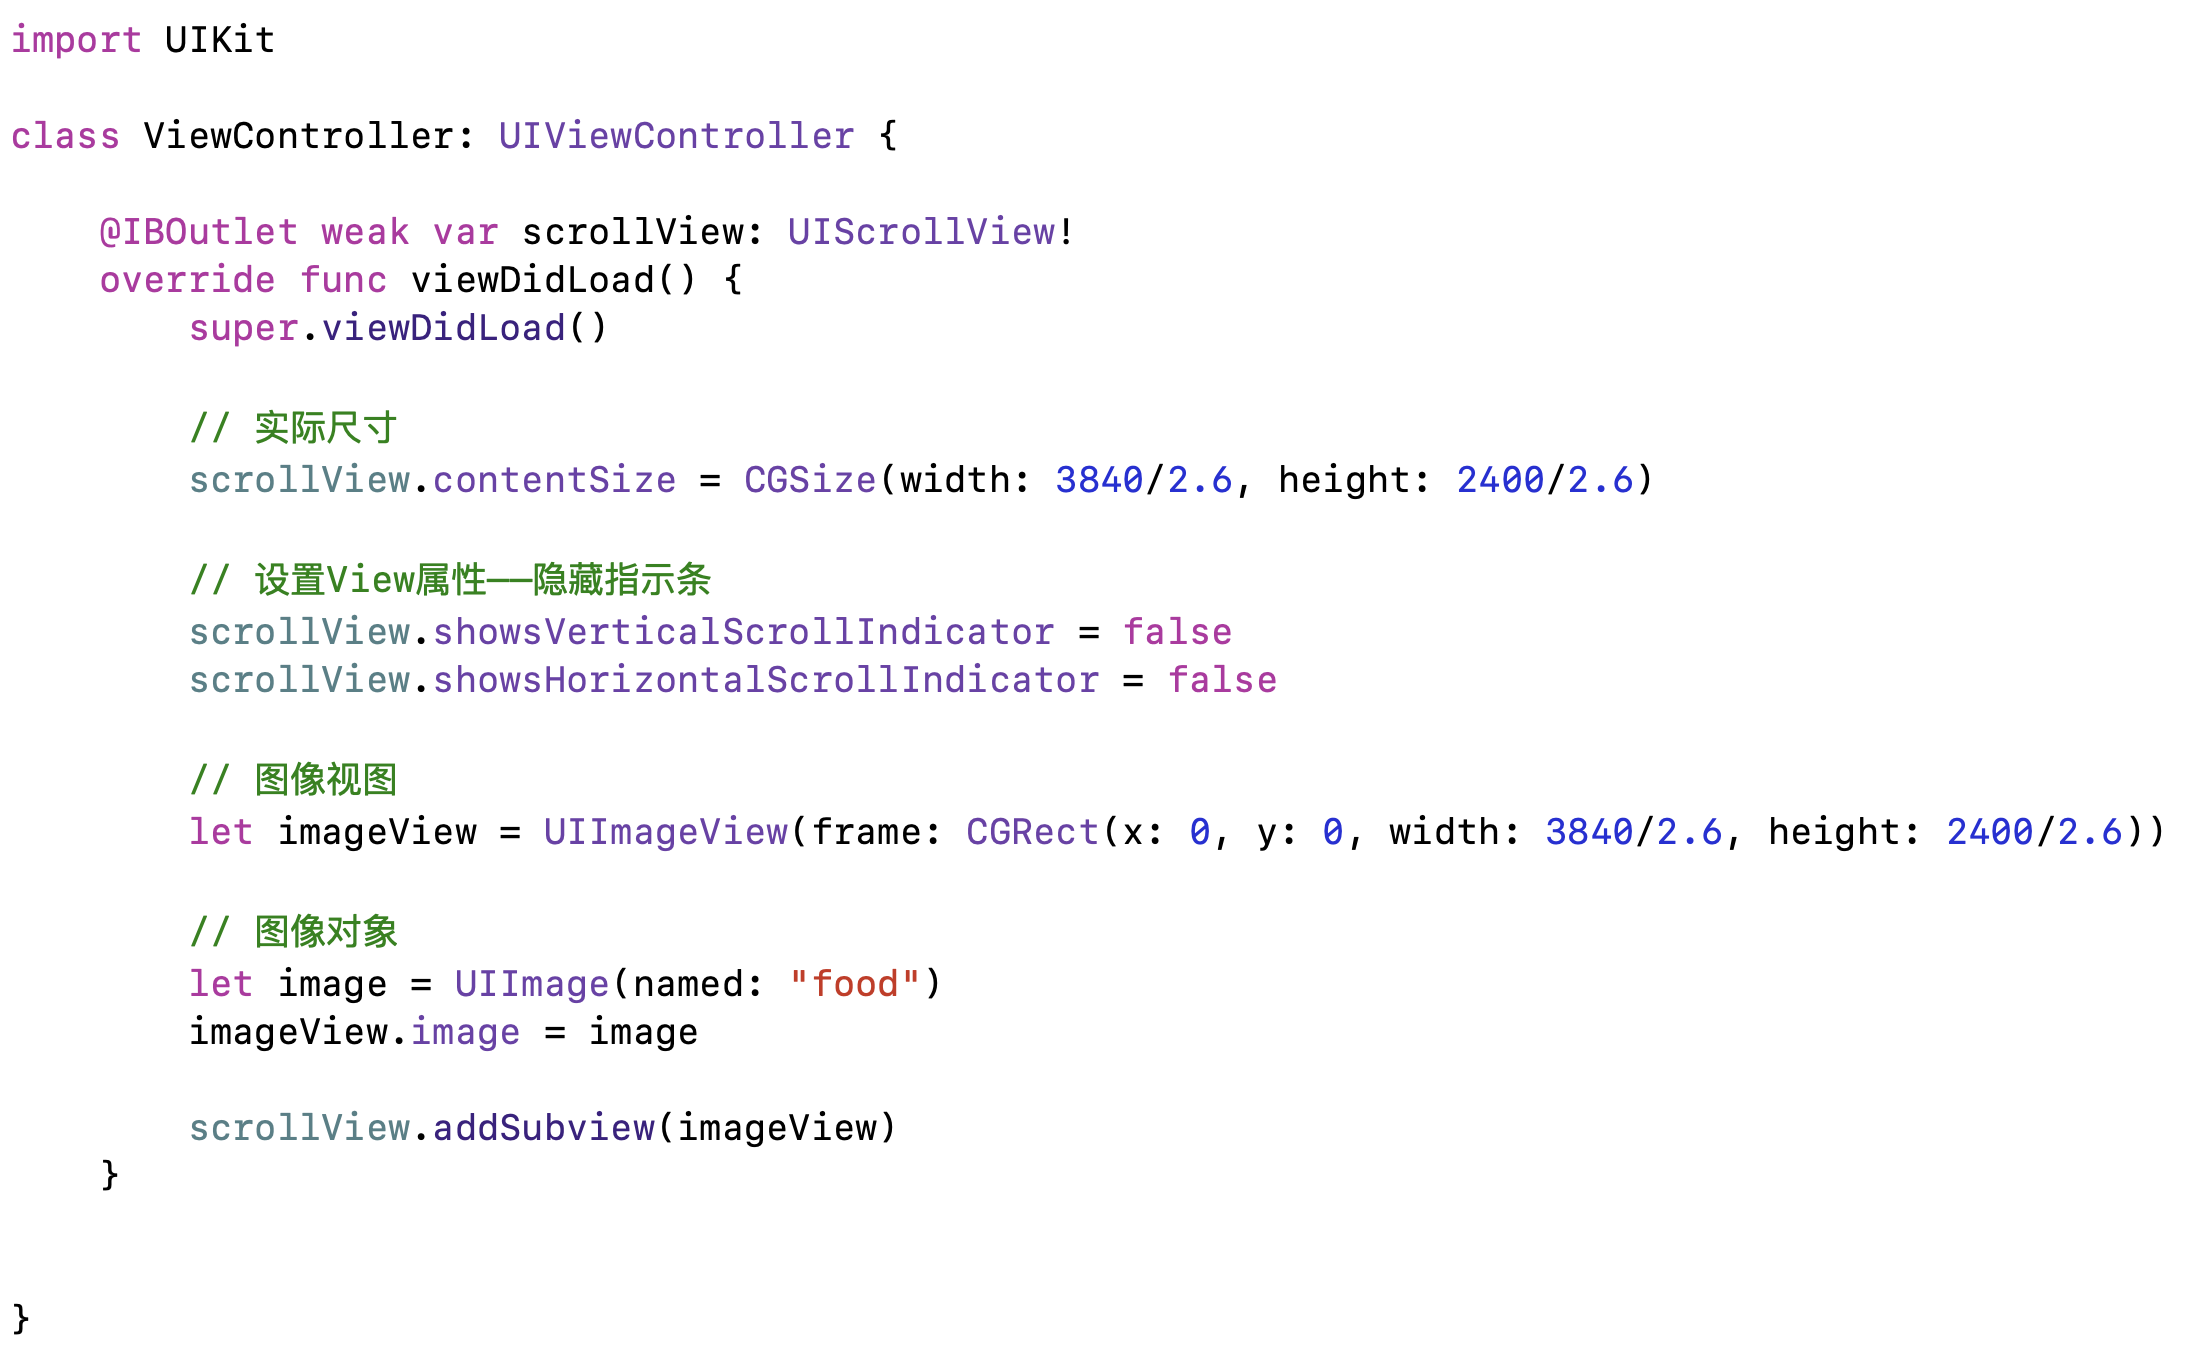 import UIKit
class ViewController: UIViewController {
@IBOutlet weak var scrollView: UIScrollView!
override func viewDidLoad() {
super.viewDidLoad()
// 实际尺寸
scrollView.contentSize = CGSize(width: 3840/2.6, height: 2400/2.6)
// 设置View属性——隐藏指示条
scrollView.showsVerticalScrollIndicator = false
scrollView.showsHorizontalScrollIndicator = false
// 图像视图
let imageView = UIImageView(frame: CGRect(x: 0, y: 0, width: 3840/2.6, height: 2400/2.6))
// 图像对象
let image = UIImage(named: "food")
imageView.image = image
scrollView.addSubview(imageView)
}
}